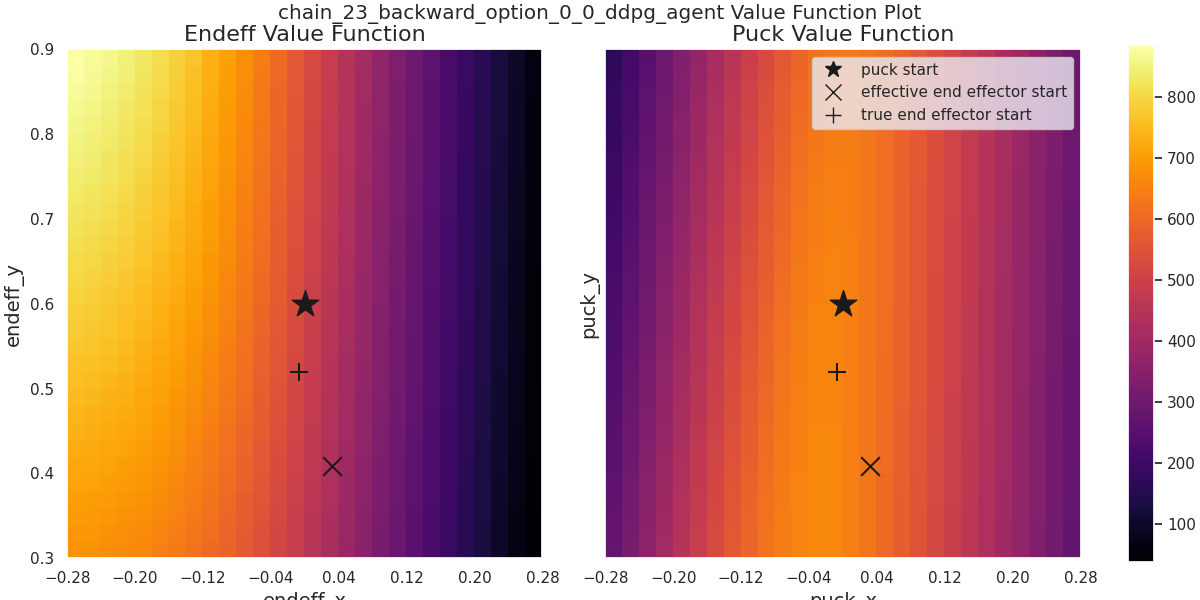 chain_23_backward_option_0_0_ddpg_agent Value Function Plot
Endeff Value Function
Puck Value Function
puck start
effective end effector start
true end effector start
endeff_y
0.9
0.8
0.7
0.6
0.5
0.4
0.3
−0.28 −0.20 −0.12 −0.04 0.04 0.12 0.20 0.28
endeff_x
puck_y
−0.28 −0.20 −0.12 −0.04 0.04 0.12 0.20 0.28
puck_x
800
700
600
500
400
300
200
100